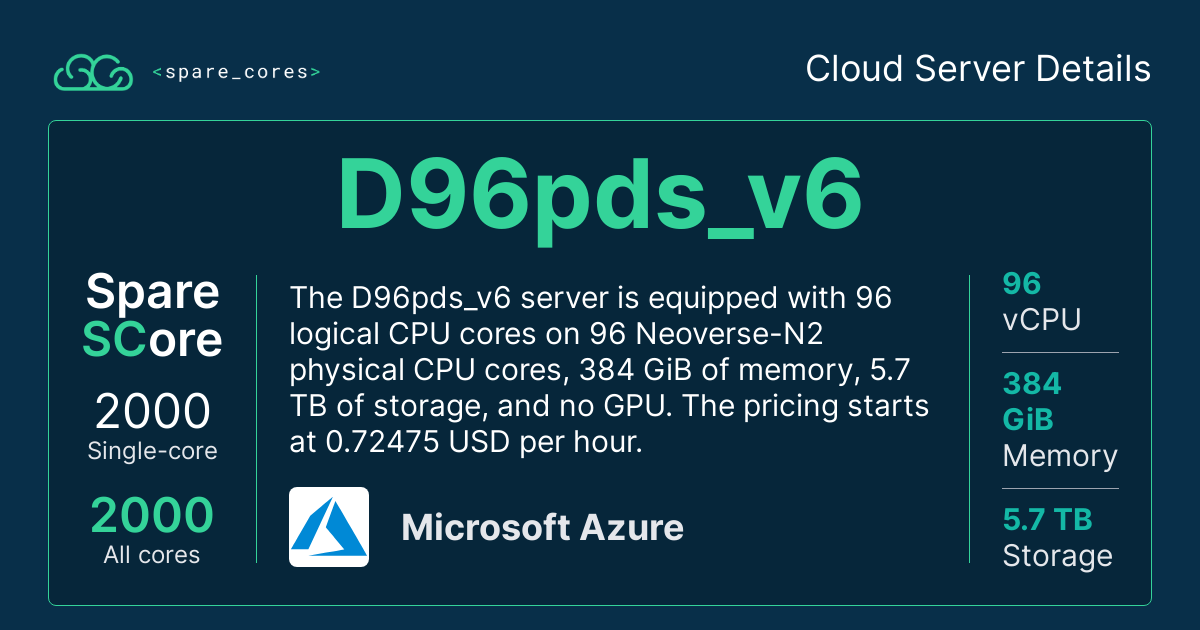 <spare_cores>
Cloud Server Details
D96pds_v6
Spare
SCore
2000
Single-core
2000
All cores
The D96pds_v6 server is equipped with 96
logical CPU cores on 96 Neoverse-N2
physical CPU cores, 384 GiB of memory, 5.7
TB of storage, and no GPU. The pricing starts
at 0.72475 USD per hour.
Microsoft Azure
96
vCPU
384
GiB
Memory
5.7 TB
Storage